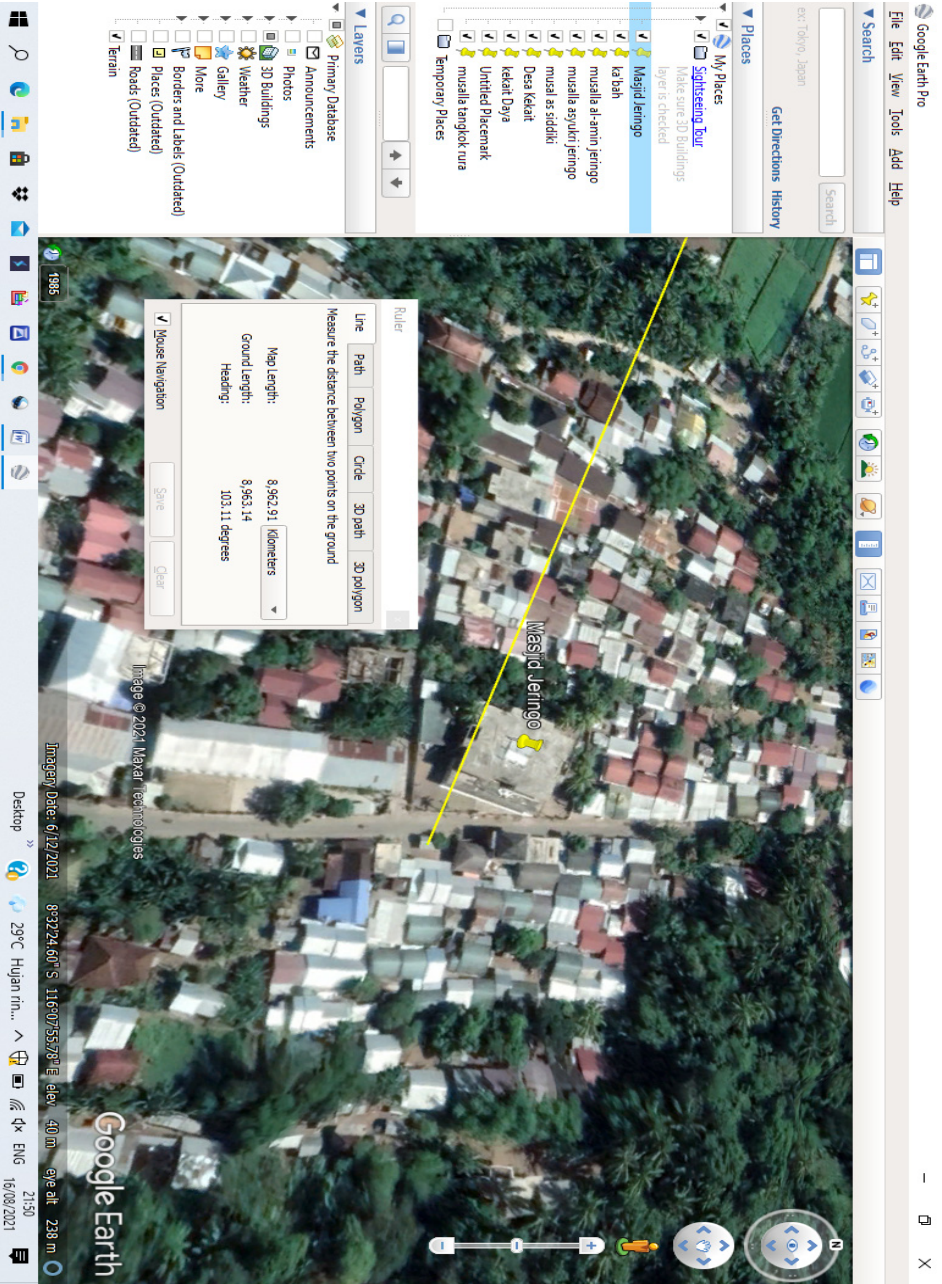 Google Earth Pro
File Edit View Tools Add Help
Search
Search
ex: Tokyo, Japan
Get Directions History
Places
My Places
Sightseeing Tour
Make sure 3D Buildings
layer is checked
Masjid Jeringo
ka'bah
musalla al-amin jeringo
musalla asyukri jeringo
musal as siddiki
Desa Kekait
kekait Daya
Untitled Placemark
musalla tangkok rura
Temporary Places
Layers
Primary Database
Announcements
Photos
3D Buildings
Weather
Gallery
More
Borders and Labels (Outdated)
Places (Outdated)
Roads (Outdated)
Terrain
N
Masjid Jeringo
Ruler
Line Path Polygon Circle 3D path 3D polygon
Measure the distance between two points on the ground
Map Length: 8,962.91 Kilometers
Ground Length: 8,963.14
Heading: 103.11 degrees
Mouse Navigation Save Clear
Image © 2021 Maxar Technologies
Google Earth
1985
Imagery Date: 6/12/2021 8°32'24.60" S 116°07'55.78" E elev 40 m eye alt 238 m
Desktop » 29°C Hujan rin... ENG 21:50
16/08/2021